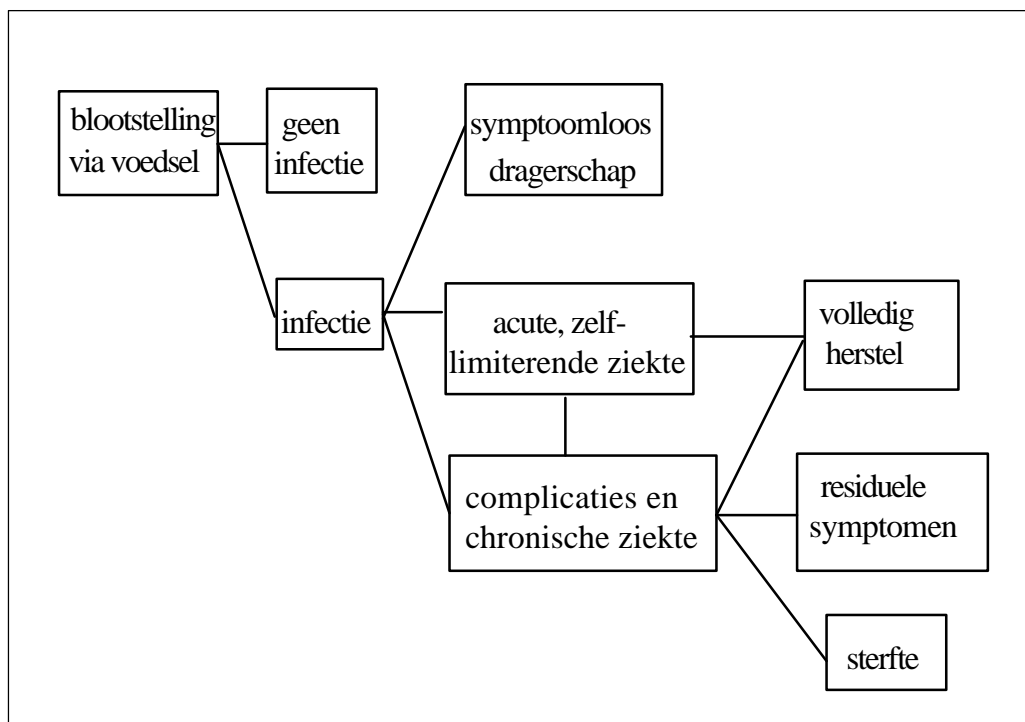 blootstelling
via voedsel
geen
infectie
symptoomloos
dragerschap
infectie
acute, zelf-
limiterende ziekte
volledig
herstel
complicaties en
chronische ziekte
residuele
symptomen
sterfte